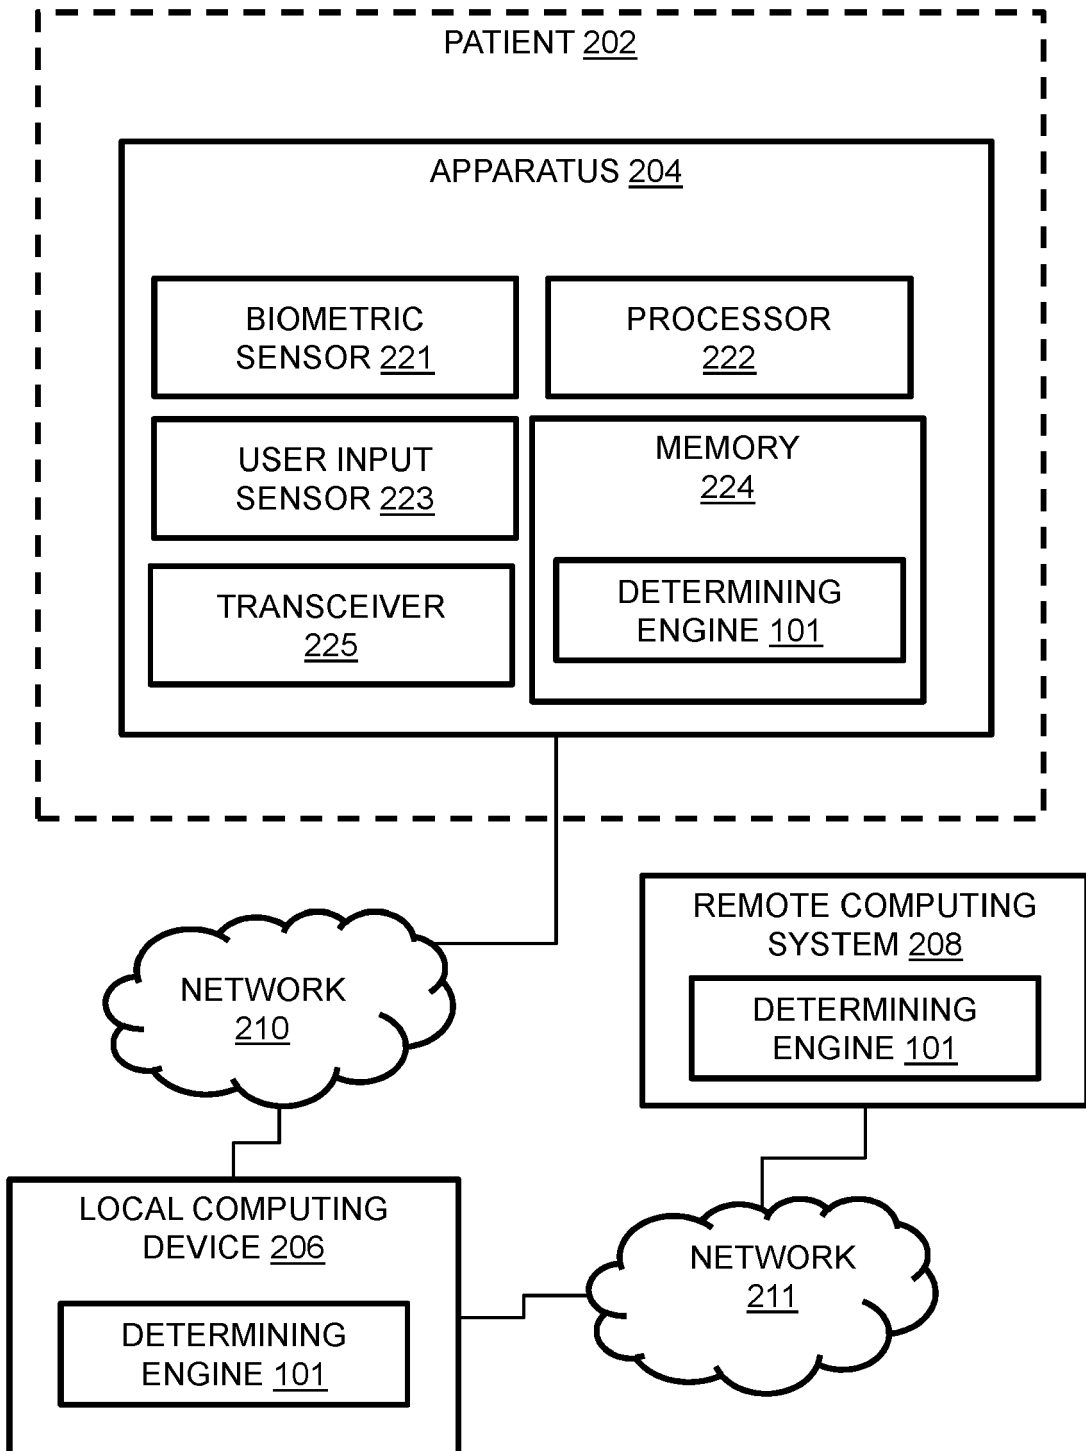 PATIENT 202
APPARATUS 204
BIOMETRIC
SENSOR 221
PROCESSOR
222
USER INPUT
SENSOR 223
MEMORY
224
TRANSCEIVER
225
DETERMINING
ENGINE 101
REMOTE COMPUTING
SYSTEM 208
DETERMINING
ENGINE 101
NETWORK
210
LOCAL COMPUTING
DEVICE 206
DETERMINING
ENGINE 101
NETWORK
211